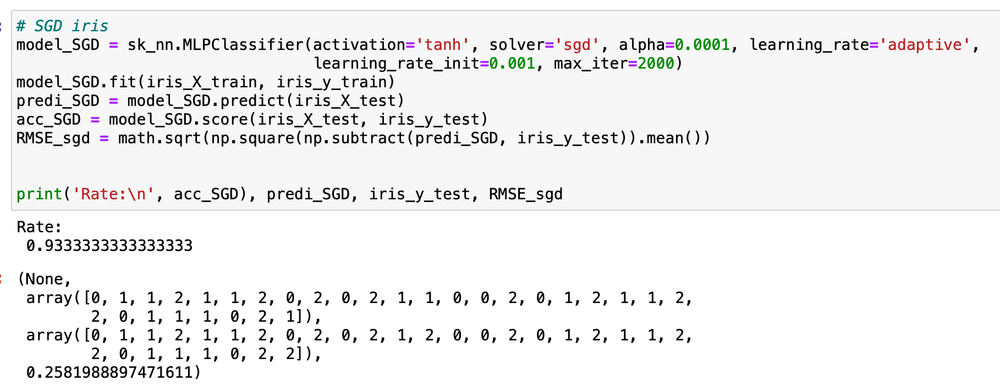 # SGD iris
model_SGD = sk_nn.MLPClassifier(activation='tanh', solver='sgd', alpha=0.0001, learning_rate='adaptive',
                                learning_rate_init=0.001, max_iter=2000)
model_SGD.fit(iris_X_train, iris_y_train)
predi_SGD = model_SGD.predict(iris_X_test)
acc_SGD = model_SGD.score(iris_X_test, iris_y_test)
RMSE_sgd = math.sqrt(np.square(np.subtract(predi_SGD, iris_y_test)).mean())
print('Rate:\n', acc_SGD), predi_SGD, iris_y_test, RMSE_sgd
Rate:
 0.9333333333333333
(None,
 array([0, 1, 1, 2, 1, 1, 2, 0, 2, 0, 2, 1, 1, 0, 0, 2, 0, 1, 2, 1, 1, 2,
        2, 0, 1, 1, 1, 0, 2, 1]),
 array([0, 1, 1, 2, 1, 1, 2, 0, 2, 0, 2, 1, 2, 0, 0, 2, 0, 1, 2, 1, 1, 2,
        2, 0, 1, 1, 1, 0, 2, 2]),
 0.2581988897471611)